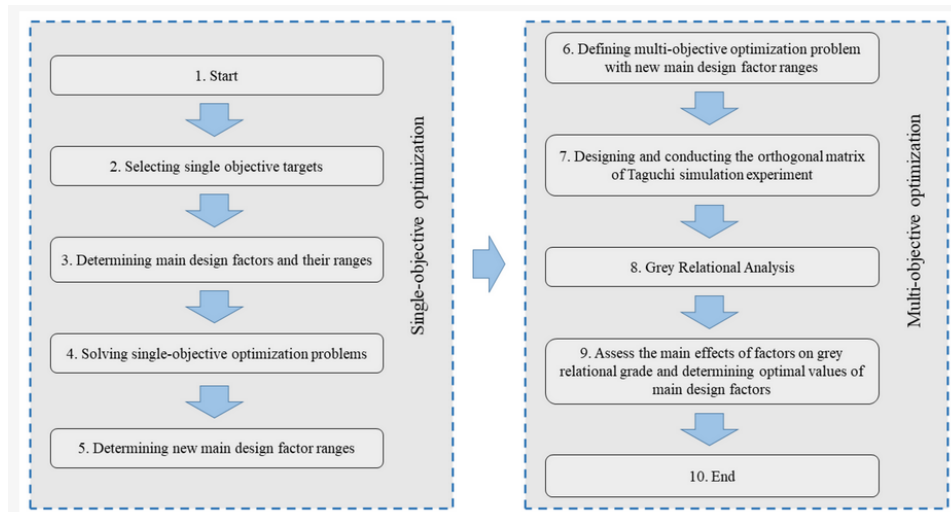 1. Start
2. Selecting single objective targets
3. Determining main design factors and their ranges
4. Solving single-objective optimization problems
5. Determining new main design factor ranges
Single-objective optimization
6. Defining multi-objective optimization problem
with new main design factor ranges
7. Designing and conducting the orthogonal matrix
of Taguchi simulation experiment
8. Grey Relational Analysis
9. Assess the main effects of factors on grey
relational grade and determining optimal values of
main design factors
10. End
Multi-objective optimization